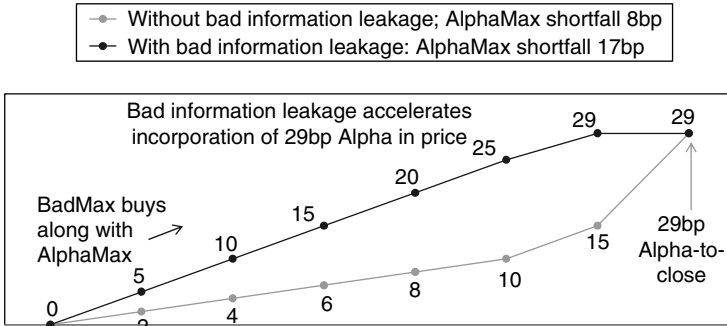 Without bad information leakage; AlphaMax shortfall 8bp
With bad information leakage: AlphaMax shortfall 17bp
Bad information leakage accelerates
incorporation of 29bp Alpha in price
29
29
25
20
BadMax buys
along with
AlphaMax
15
10
5
0
4
6
8
10
15
29bp
Alpha-to-
close